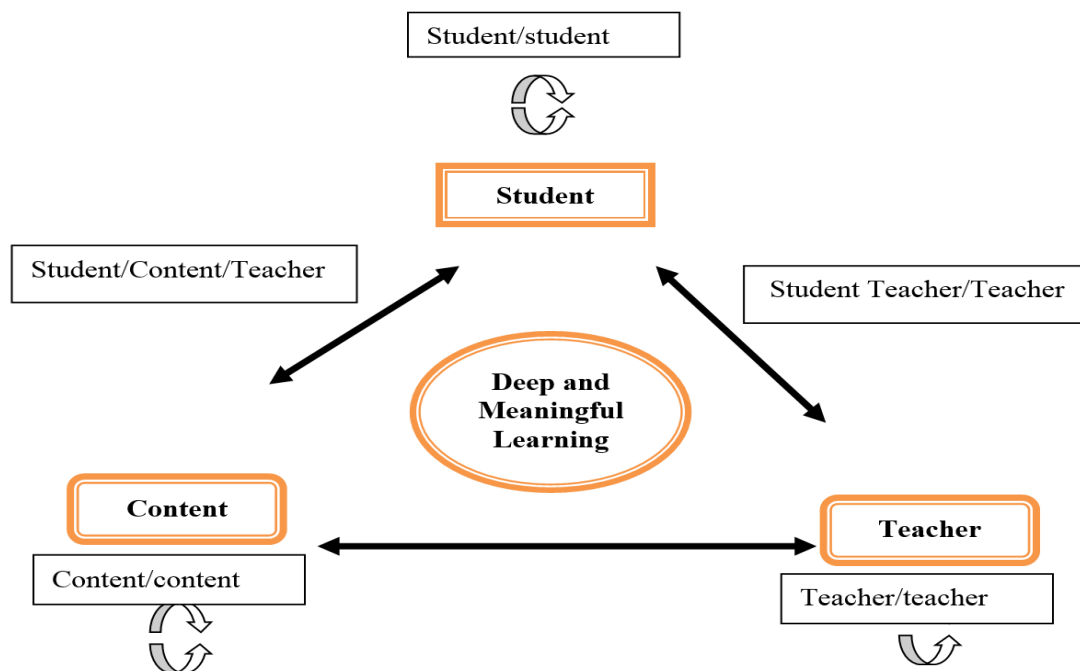 Student/student
Student
Student/Content/Teacher
Student Teacher/Teacher
Deep and
Meaningful
Learning
Content
Teacher
Content/content
Teacher/teacher